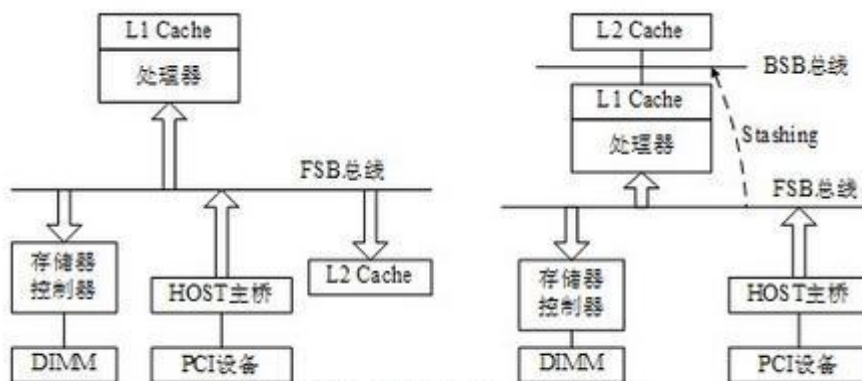 L1 Cache
处理器
FSB总线
存储器
控制器
HOST主桥
L2 Cache
DIMM
PCI设备
L2 Cache
BSB总线
L1 Cache
处理器
Stashing
FSB总线
存储器
控制器
HOST主桥
DIMM
PCI设备